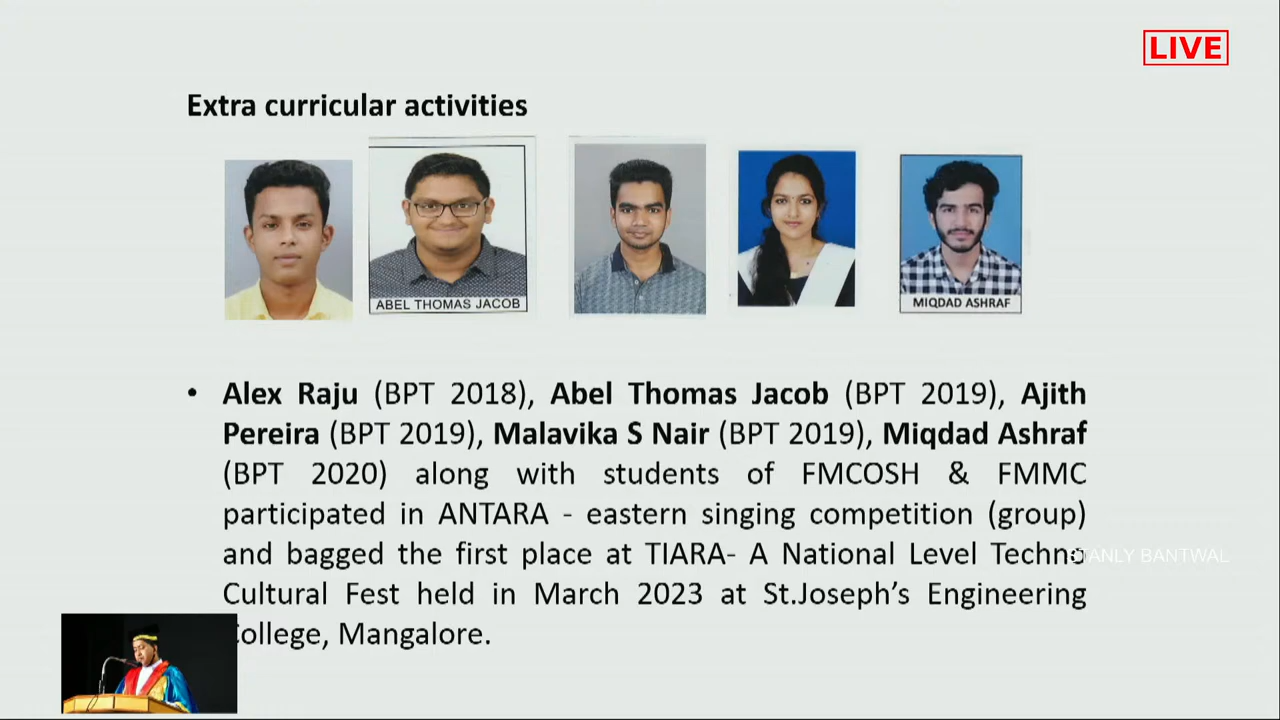 LIVE
Extra curricular activities
ABEL THOMAS JACOB
MIQDAD ASHRAF
• Alex Raju (BPT 2018), Abel Thomas Jacob (BPT 2019), Ajith
Pereira (BPT 2019), Malavika S Nair (BPT 2019), Miqdad Ashraf
(BPT 2020) along with students of FMCOSH & FMMC
participated in ANTARA - eastern singing competition (group)
and bagged the first place at TIARA- A National Level Techno
STANLY BANTWAL
Cultural Fest held in March 2023 at St.Joseph’s Engineering
College, Mangalore.